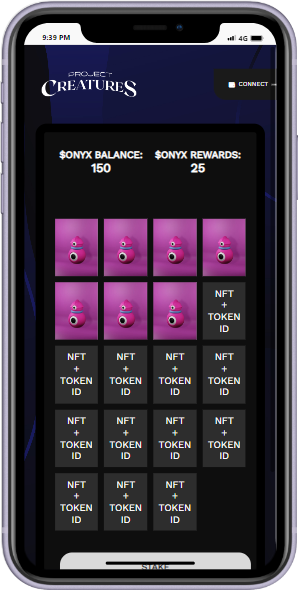 9:39 PM 4G
PROJECT
CREATURES
CONNECT
$ONYX BALANCE: $ONYX REWARDS:
150 25
NFT
+
TOKEN
ID
NFT NFT NFT NFT
+ + + +
TOKEN TOKEN TOKEN TOKEN
ID ID ID ID
NFT NFT NFT NFT
+ + + +
TOKEN TOKEN TOKEN TOKEN
ID ID ID ID
NFT NFT NFT
+ + +
TOKEN TOKEN TOKEN
ID ID ID
STAKE